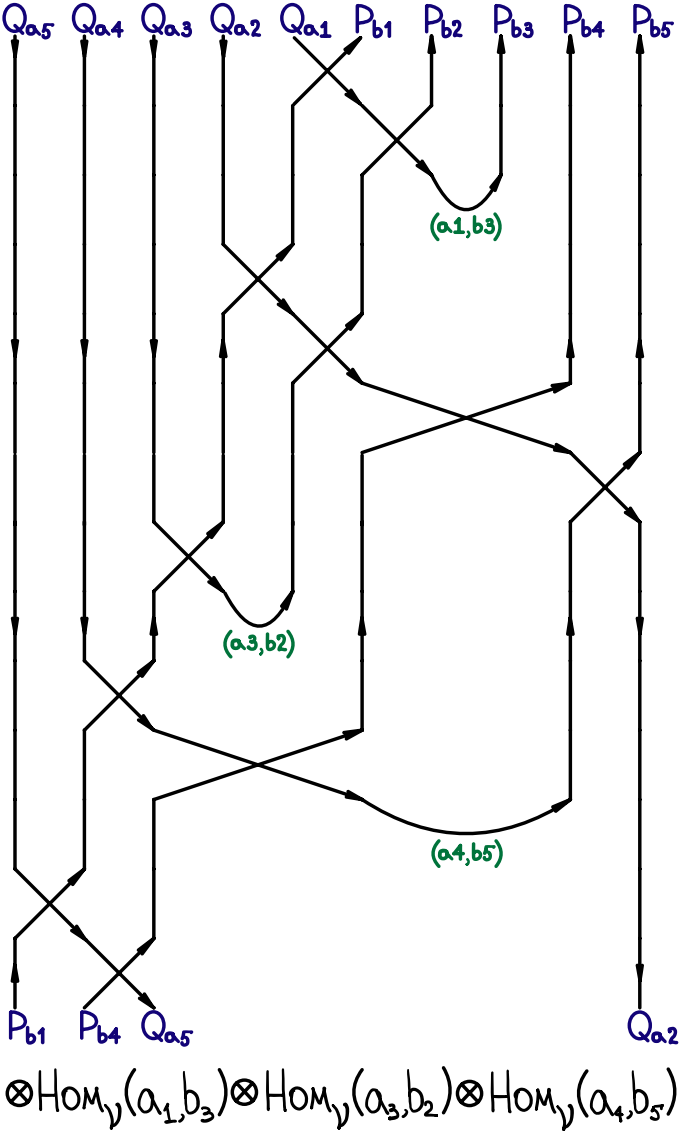 Qa5 Qa4 Qa3 Qa2 Qa1 Pb1 Pb2 Pb3 Pb4 Pb5
(a1,b3)
(a3,b2)
(a4,b5)
Pb1 Pb4 Qa5 Qa2
⊗Homᵥ(a₁,b₃)⊗Homᵥ(a₃,b₂)⊗Homᵥ(a₄,b₅)